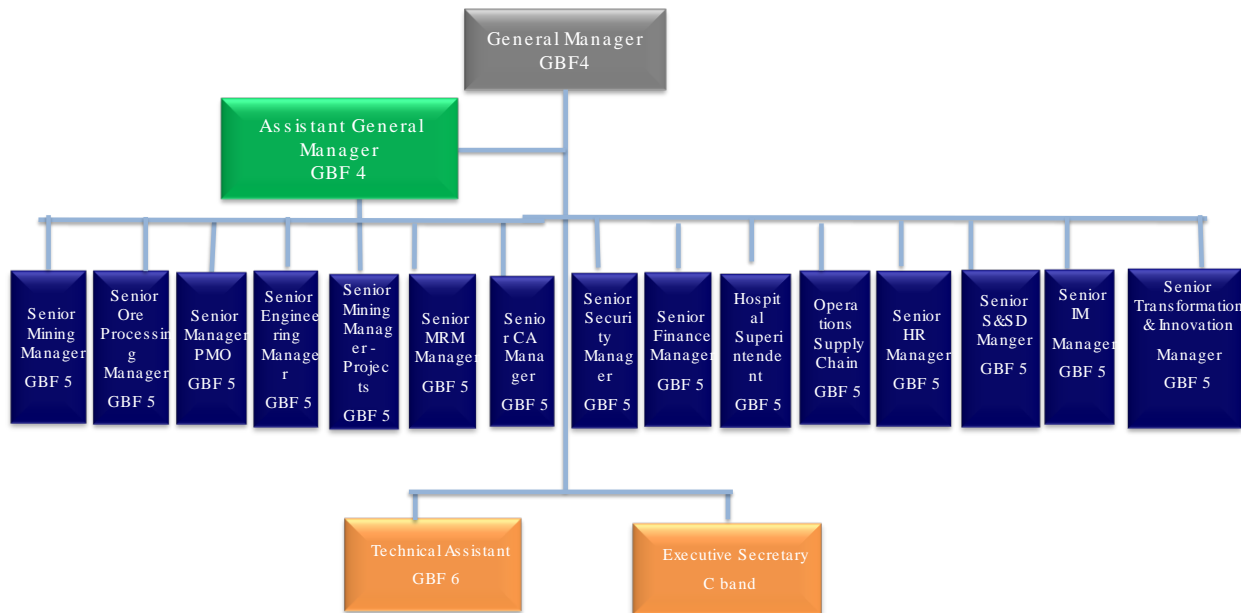 General Manager
GBF4
Assistant General
Manager
GBF 4
Senior
Mining
Manager
GBF 5
Senior
Ore
Processin
g
Manager
GBF 5
Senior
Manager
PMO
GBF 5
Senior
Enginee
ring
Manage
r
GBF 5
Senior
Mining
Manag
er -
Projec
ts
GBF 5
Senior
MRM
Manager
GBF 5
Senio
r CA
Ma
nager
GBF 5
Senior
Securi
ty
Manag
er
GBF 5
Senior
Finance
Manager
GBF 5
Hospit
al
Superi
ntende
nt
GBF 5
Operations
Supply
Chain
GBF 5
Senior
HR
Manager
GBF 5
Senior
S&SD
Manger
GBF 5
Senior
IM
Manager
GBF 5
Senior
Transformation
& Innovation
Manager
GBF 5
Technical Assistant
GBF 6
Executive Secretary
C band